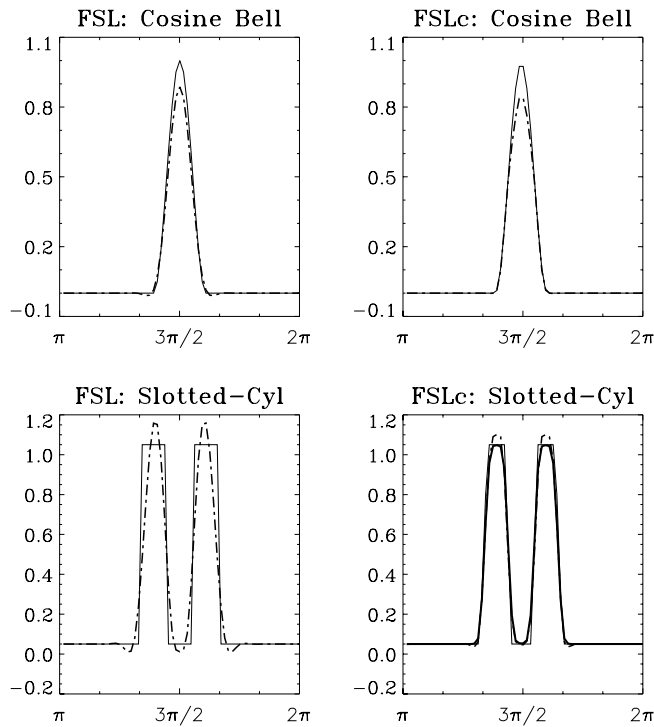 FSL: Cosine Bell
FSLc: Cosine Bell
1.1
0.8
0.5
0.2
−0.1
π
3π/2
2π
1.1
0.8
0.5
0.2
−0.1
π
3π/2
2π
FSL: Slotted−Cyl
FSLc: Slotted−Cyl
1.2
1.0
0.8
0.6
0.4
0.2
0.0
−0.2
π
3π/2
2π
1.2
1.0
0.8
0.6
0.4
0.2
0.0
−0.2
π
3π/2
2π